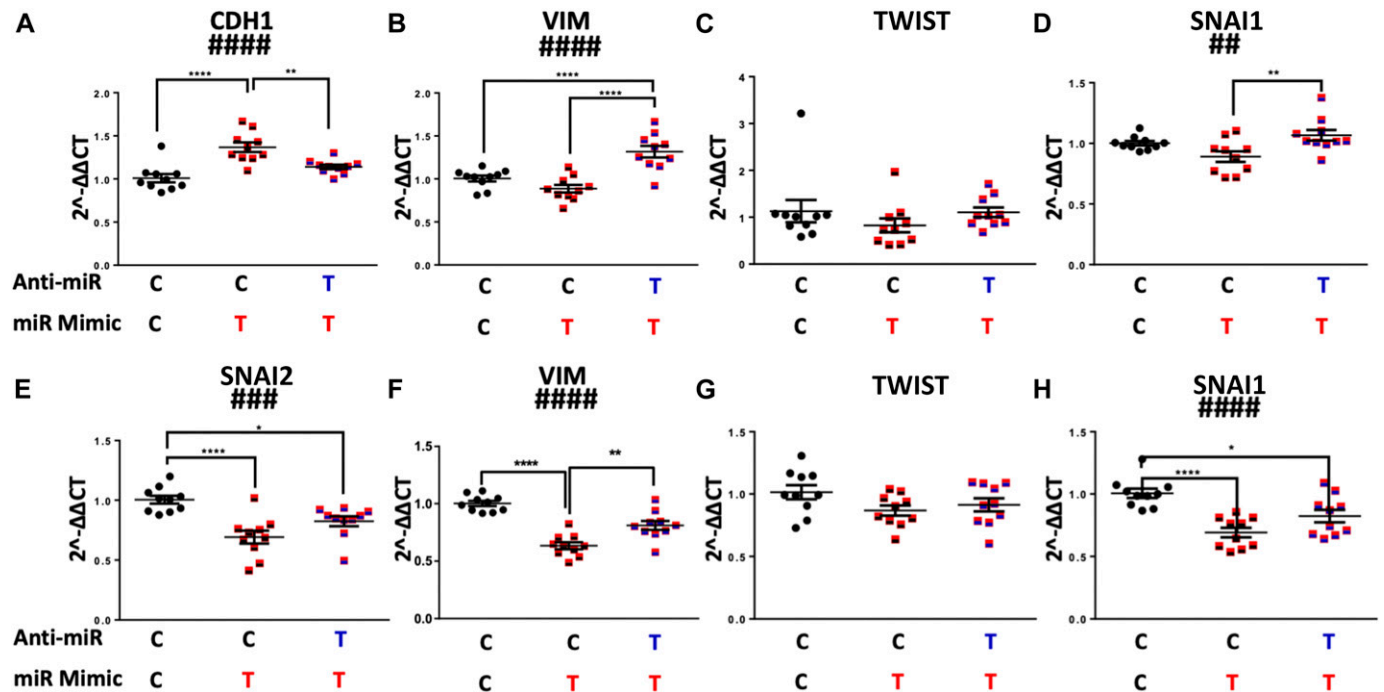 A CDH1 B VIM C TWIST D SNAI1
#### #### ##
**** ** **** **** **
2^-ΔΔCT 2^-ΔΔCT 2^-ΔΔCT 2^-ΔΔCT
2.0 2.0 4 1.5
1.5 1.5 3 1.0
1.0 1.0 2 0.5
0.5 0.5 1 0.0
0.0 0.0 0
Anti-miR C C T C C T C C T C C T
miR Mimic C T T C T T C T T C T T
E SNAI2 F VIM G TWIST H SNAI1
### #### ####
* **** **** ** * ****
2^-ΔΔCT 2^-ΔΔCT 2^-ΔΔCT 2^-ΔΔCT
1.5 1.5 1.5 1.5
1.0 1.0 1.0 1.0
0.5 0.5 0.5 0.5
0.0 0.0 0.0 0.0
Anti-miR C C T C C T C C T C C T
miR Mimic C T T C T T C T T C T T